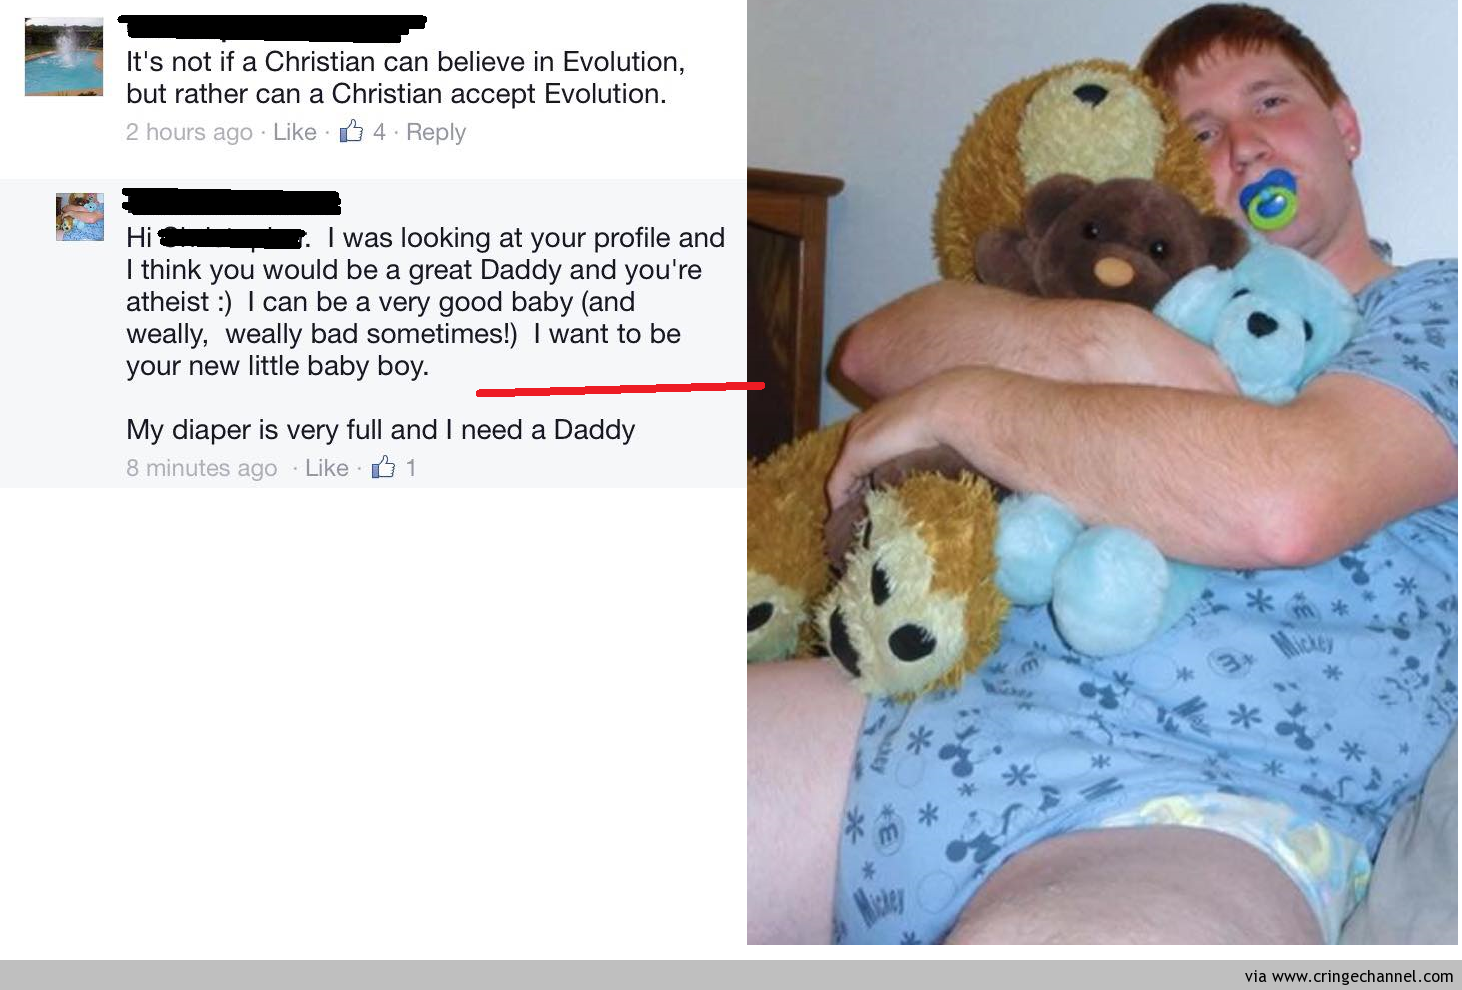 It's not if a Christian can believe in Evolution,
but rather can a Christian accept Evolution.
2 hours ago · Like · 4 · Reply
Hi . I was looking at your profile and
I think you would be a great Daddy and you're
atheist :) I can be a very good baby (and
weally, weally bad sometimes!) I want to be
your new little baby boy.
My diaper is very full and I need a Daddy
8 minutes ago · Like · 1
Mickey
Mickey
via www.cringechannel.com